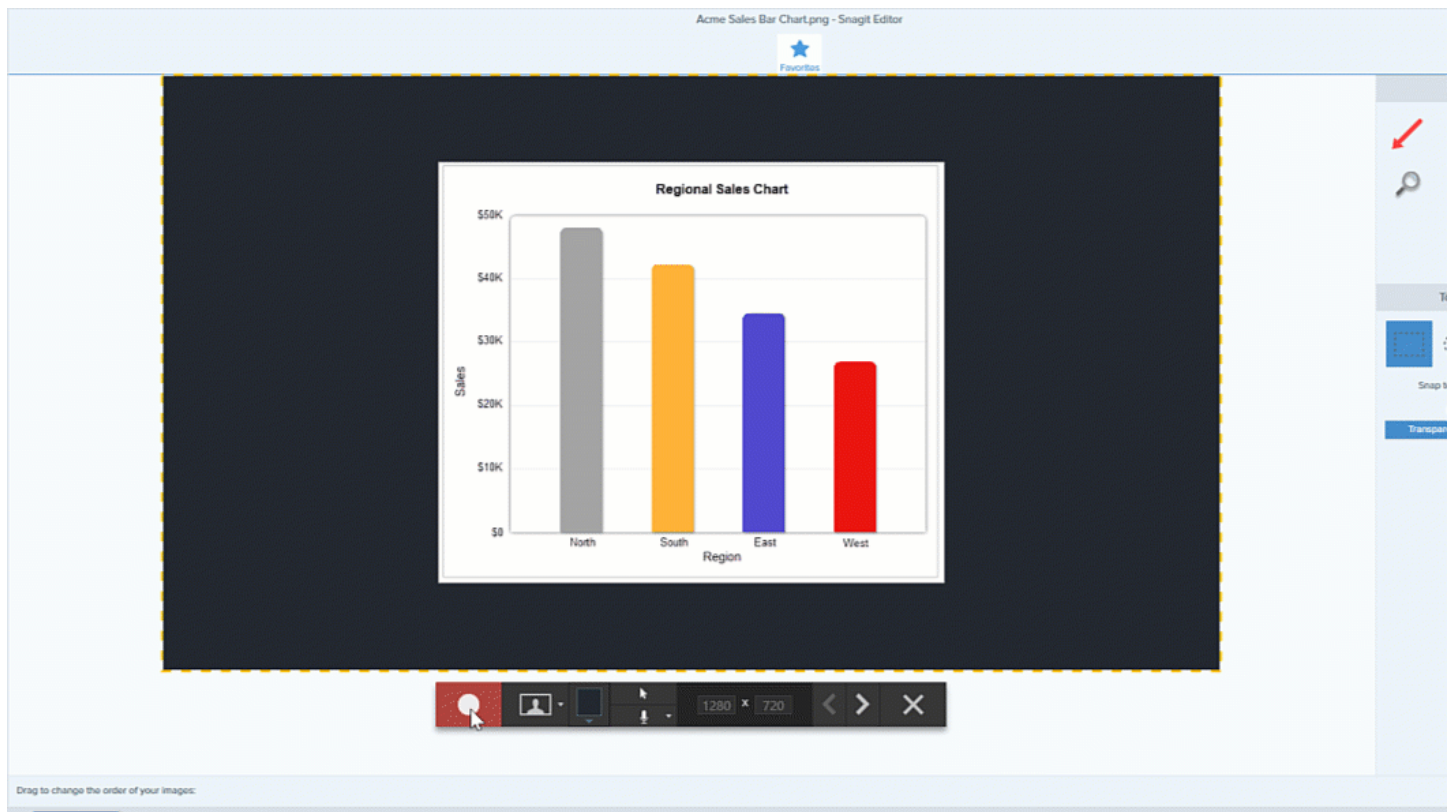 Acme Sales Bar Chart.png - Snagit Editor
Favorites
Regional Sales Chart
$50K
$40K
$30K
$20K
$10K
$0
Sales
North South East West
Region
Snap
1280 x 720
Drag to change the order of your images: